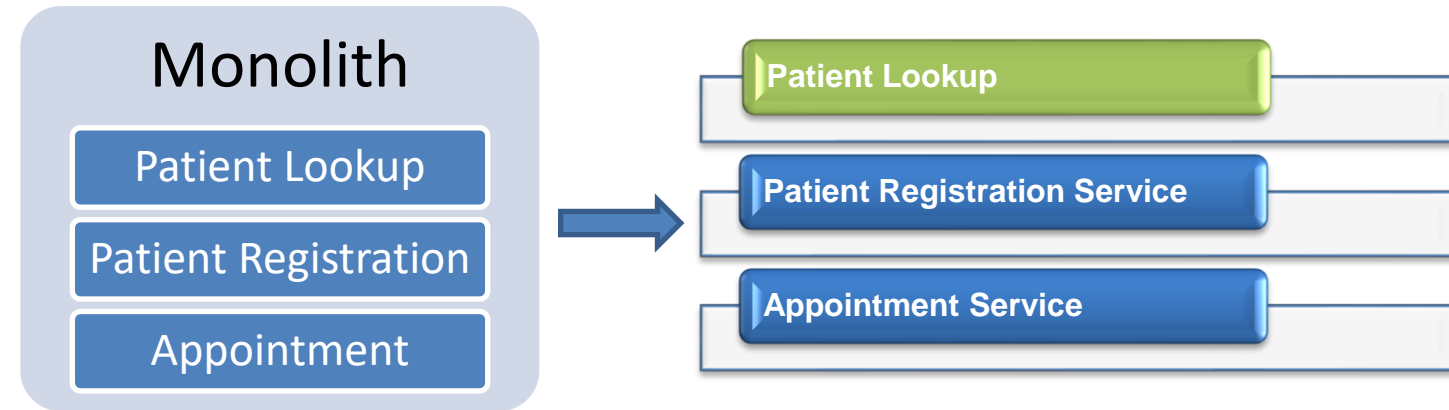 Monolith
Patient Lookup
Patient Registration
Appointment
Patient Lookup
Patient Registration Service
Appointment Service